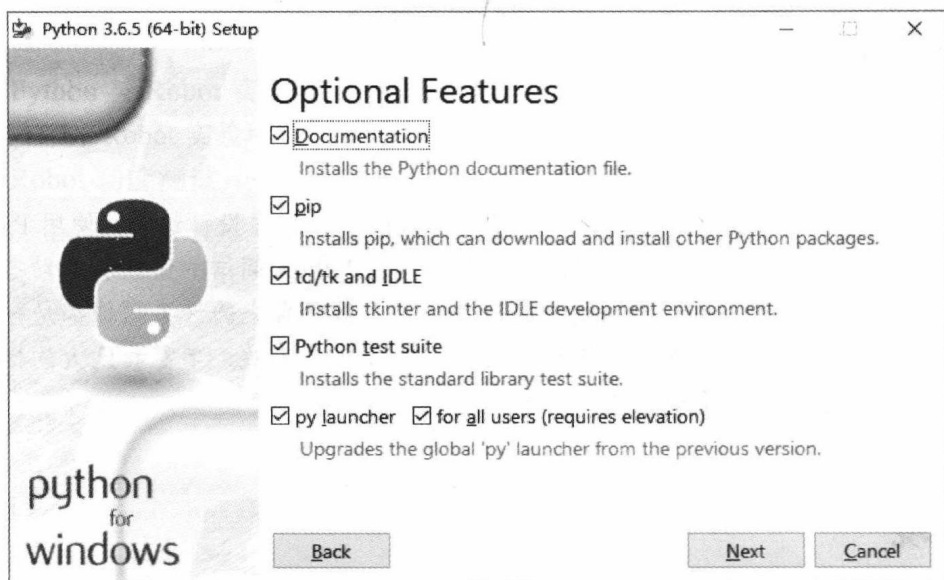 Python 3.6.5 (64-bit) Setup
Optional Features
Documentation
Installs the Python documentation file.
pip
Installs pip, which can download and install other Python packages.
tcl/tk and IDLE
Installs tkinter and the IDLE development environment.
Python test suite
Installs the standard library test suite.
py launcher for all users (requires elevation)
Upgrades the global 'py' launcher from the previous version.
python
for
windows
Back Next Cancel